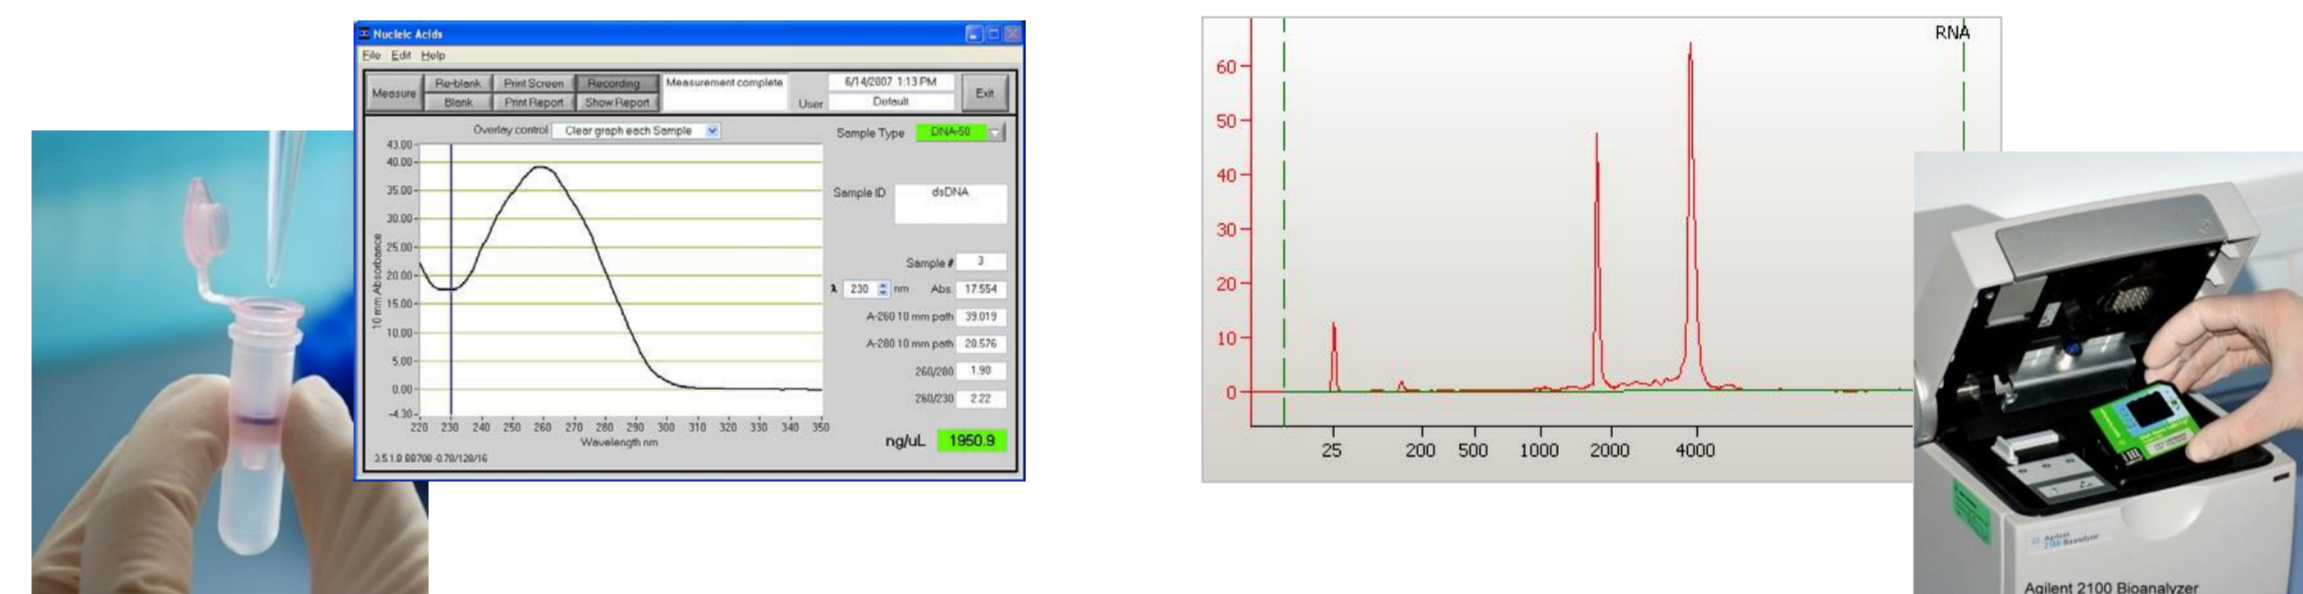 Nucleic Acids
File Edit Help
Measure
Re-blank
Print Screen
Recording
Measurement complete
6/14/2007 1:13 PM
Exit
Blank
Print Report
Show Report
User
Default
Overlay control
Clear graph each Sample
Sample Type
DNA-50
Sample ID
dsDNA
Sample #
3
λ 230 nm Abs. 17.554
A-260 10 mm path 39.019
A-280 10 mm path 20.576
260/280 1.90
260/230 2.22
ng/uL 1950.9
10 mm Absorbance
43.00
40.00
35.00
30.00
25.00
20.00
15.00
10.00
5.00
0.00
-4.30
220 230 240 250 260 270 280 290 300 310 320 330 340 350
Wavelength nm
RNA
60
50
40
30
20
10
0
25 200 500 1000 2000 4000
Agilent
2100 Bioanalyzer
Agilent 2100 Bioanalyzer